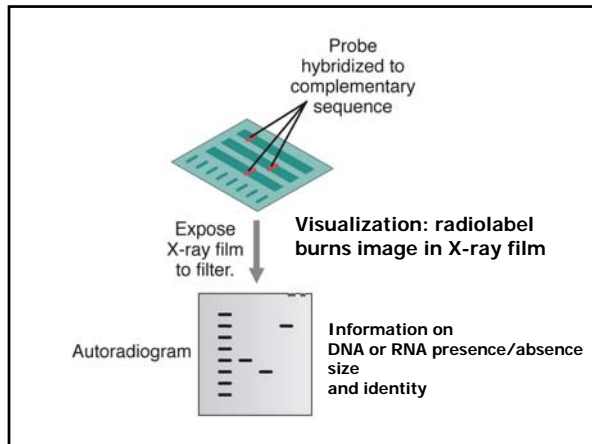 Probe
hybridized to
complementary
sequence
Expose
X-ray film
to filter.
Visualization: radiolabel
burns image in X-ray film
Autoradiogram
Information on
DNA or RNA presence/absence
size
and identity